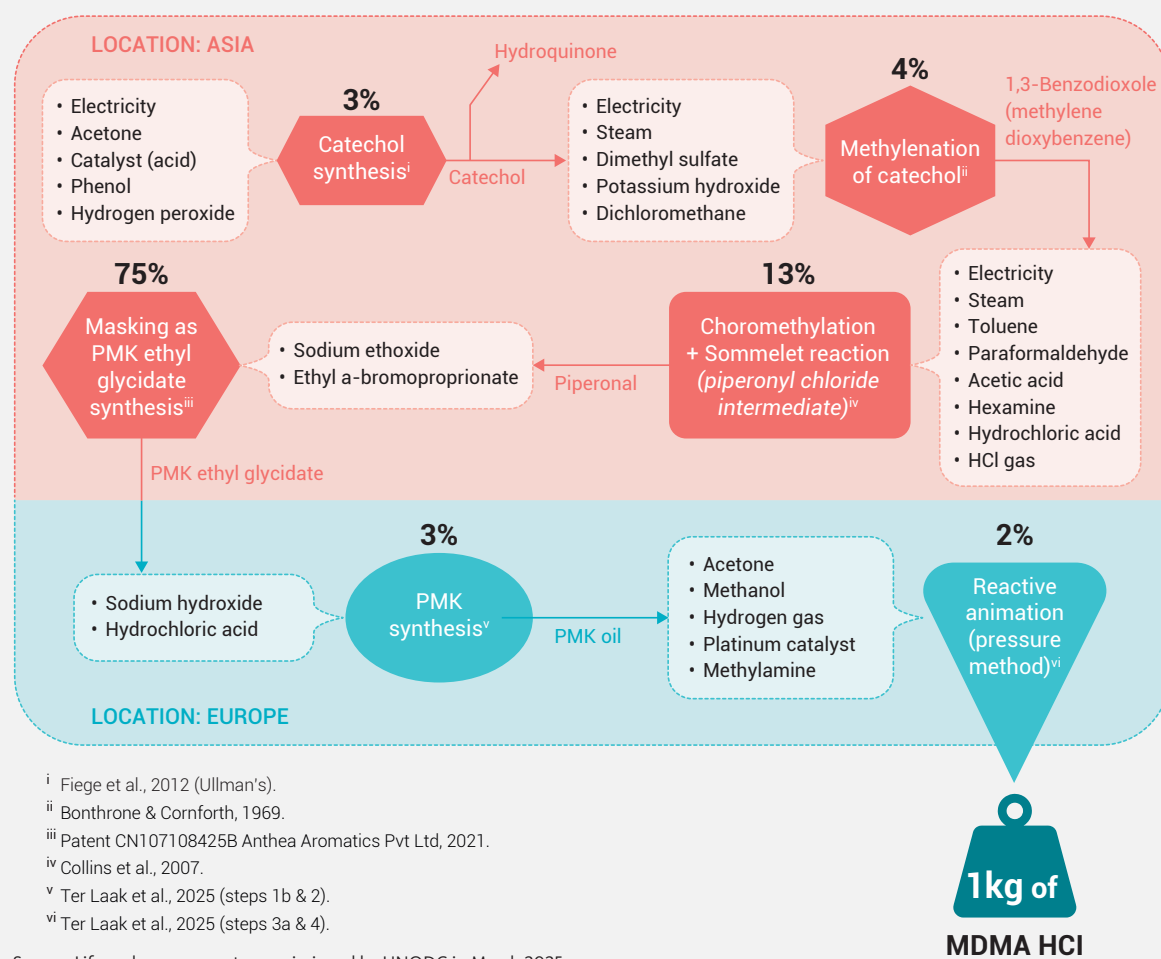 LOCATION: ASIA
• Electricity
• Acetone
• Catalyst (acid)
• Phenol
• Hydrogen peroxide
3%
Catechol
synthesisⁱ
Hydroquinone
Catechol
• Electricity
• Steam
• Dimethyl sulfate
• Potassium hydroxide
• Dichloromethane
4%
Methylenation
of catecholⁱⁱ
1,3-Benzodioxole
(methylene
dioxybenzene)
• Electricity
• Steam
• Toluene
• Paraformaldehyde
• Acetic acid
• Hexamine
• Hydrochloric acid
• HCl gas
13%
Choromethylation
+ Sommelet reaction
(piperonyl chloride
intermediate)ⁱᵛ
Piperonal
• Sodium ethoxide
• Ethyl a-bromoproprionate
75%
Masking as
PMK ethyl
glycidate
synthesisⁱⁱⁱ
PMK ethyl glycidate
• Sodium hydroxide
• Hydrochloric acid
3%
PMK
synthesisᵛ
PMK oil
• Acetone
• Methanol
• Hydrogen gas
• Platinum catalyst
• Methylamine
2%
Reactive
animation
(pressure
method)ᵛⁱ
LOCATION: EUROPE
1kg of
MDMA HCl
ⁱ Fiege et al., 2012 (Ullman's).
ⁱⁱ Bonthrone & Cornforth, 1969.
ⁱⁱⁱ Patent CN107108425B Anthea Aromatics Pvt Ltd, 2021.
ⁱᵛ Collins et al., 2007.
ᵛ Ter Laak et al., 2025 (steps 1b & 2).
ᵛⁱ Ter Laak et al., 2025 (steps 3a & 4).